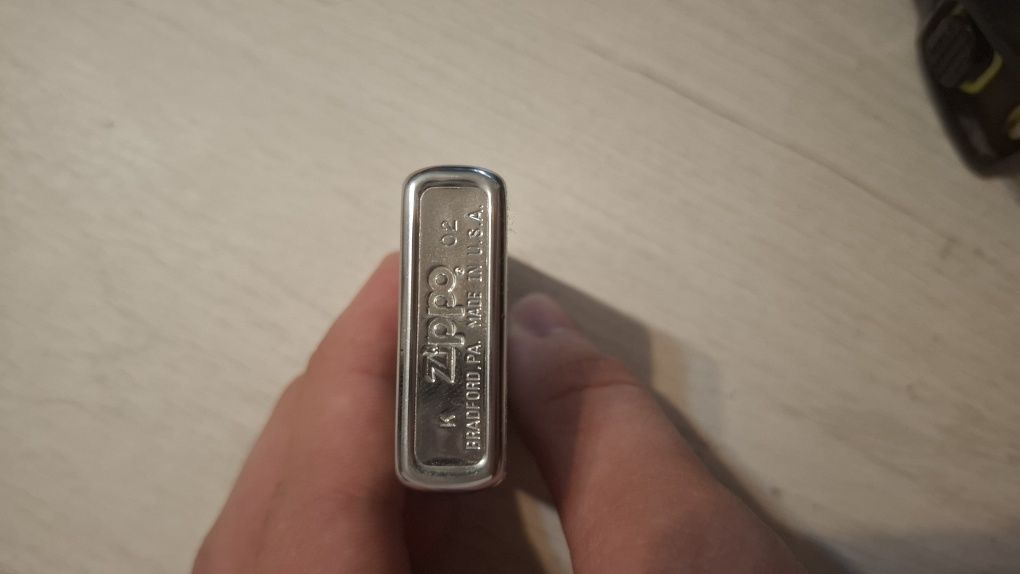 K Zippo 02
BRADFORD, PA. MADE IN U.S.A.